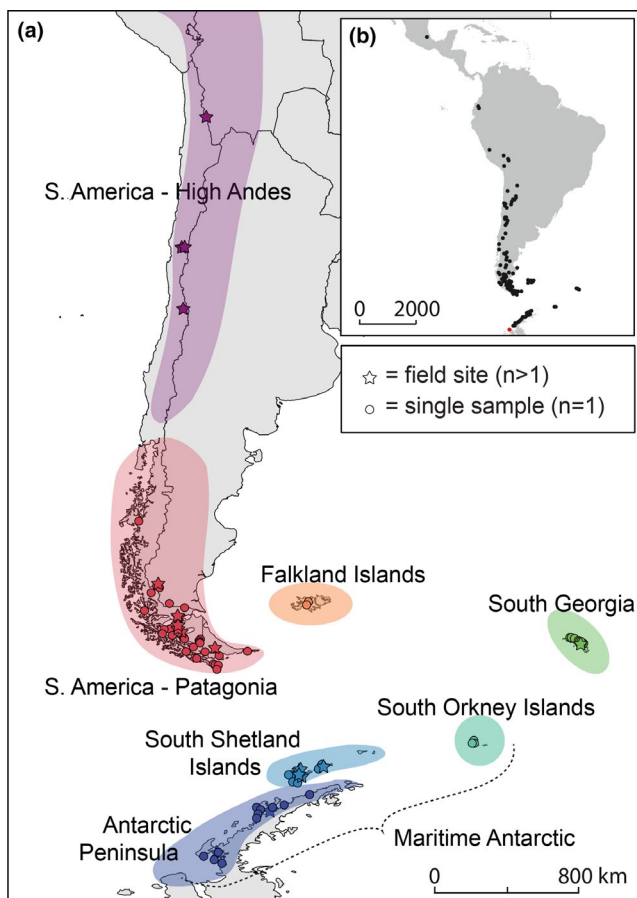 (a)
(b)
S. America - High Andes
0 2000
= field site (n>1)
= single sample (n=1)
Falkland Islands
South Georgia
S. America - Patagonia
South Orkney Islands
South Shetland
Islands
Antarctic
Peninsula
Maritime Antarctic
0 800 km